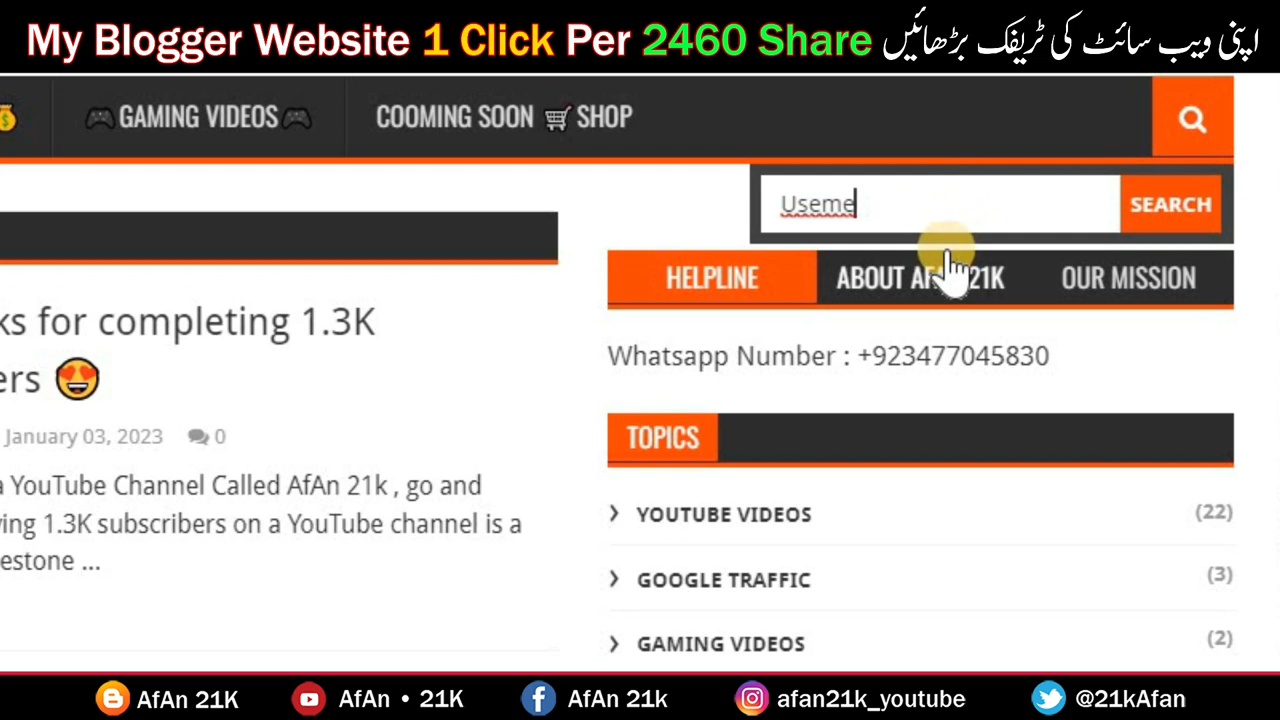 My Blogger Website 1 Click Per 2460 Share اپنی ویب سائٹ کی ٹریفک بڑھائیں
GAMING VIDEOS COOMING SOON SHOP
Useme SEARCH
HELPLINE ABOUT AFAN 21K OUR MISSION
ks for completing 1.3K
ers
January 03, 2023 0
a YouTube Channel Called AfAn 21k , go and
ving 1.3K subscribers on a YouTube channel is a
estone ...
Whatsapp Number : +923477045830
TOPICS
YOUTUBE VIDEOS (22)
GOOGLE TRAFFIC (3)
GAMING VIDEOS (2)
AfAn 21K AfAn • 21K AfAn 21k afan21k_youtube @21kAfan